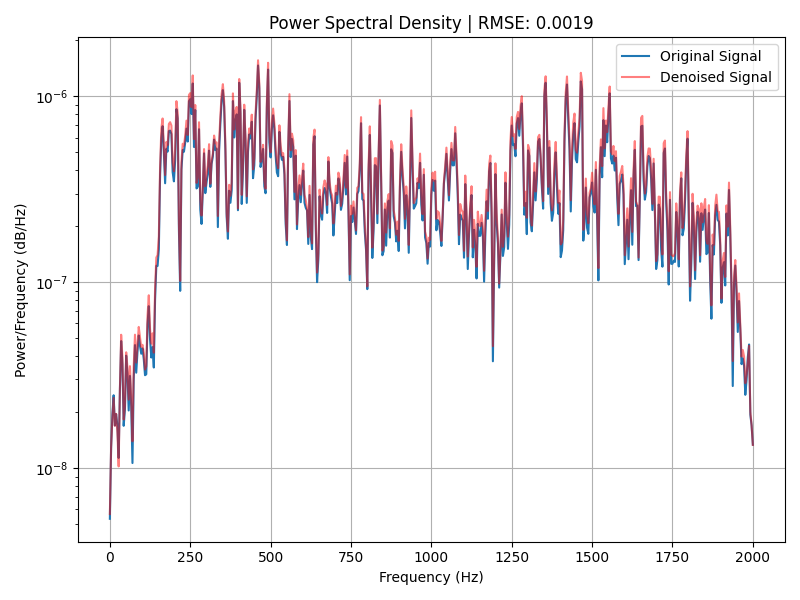 Power Spectral Density | RMSE: 0.0019
Original Signal
Denoised Signal
Power/Frequency (dB/Hz)
10⁻⁶
10⁻⁷
10⁻⁸
0 250 500 750 1000 1250 1500 1750 2000
Frequency (Hz)